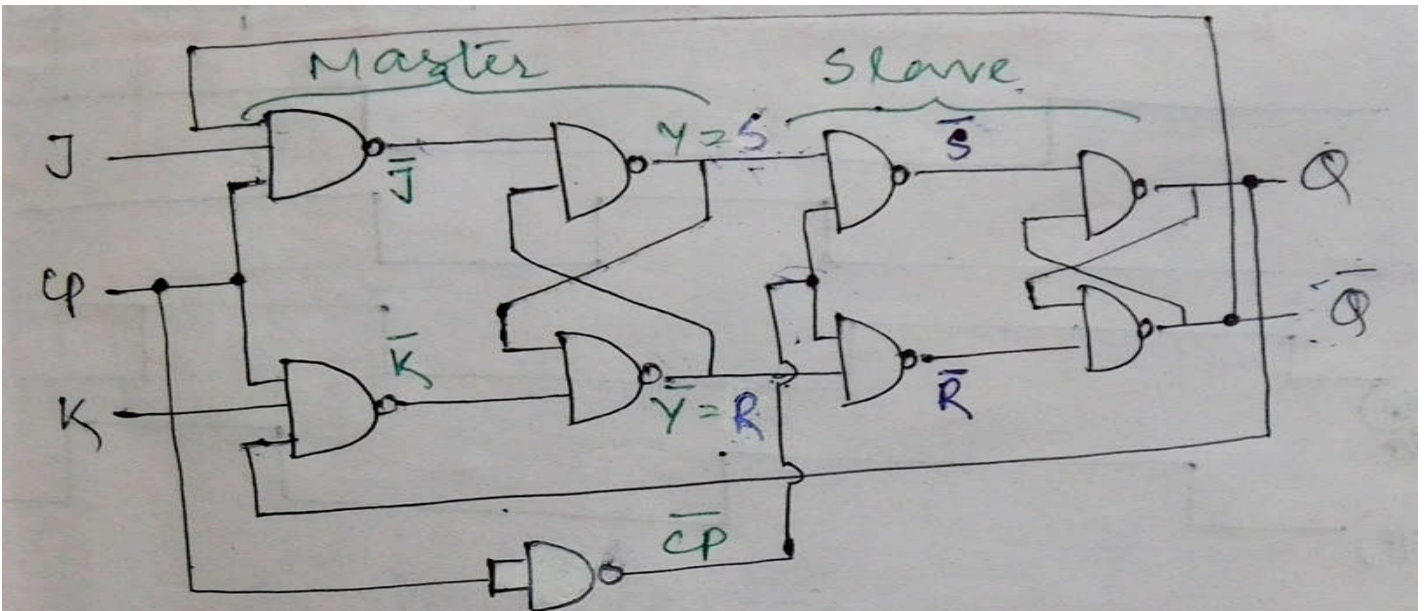 Master
Slave
J
J̅
Y = S
S̅
Q
CP
Q̅
K
K̅
Y̅ = R
R̅
C̅P̅